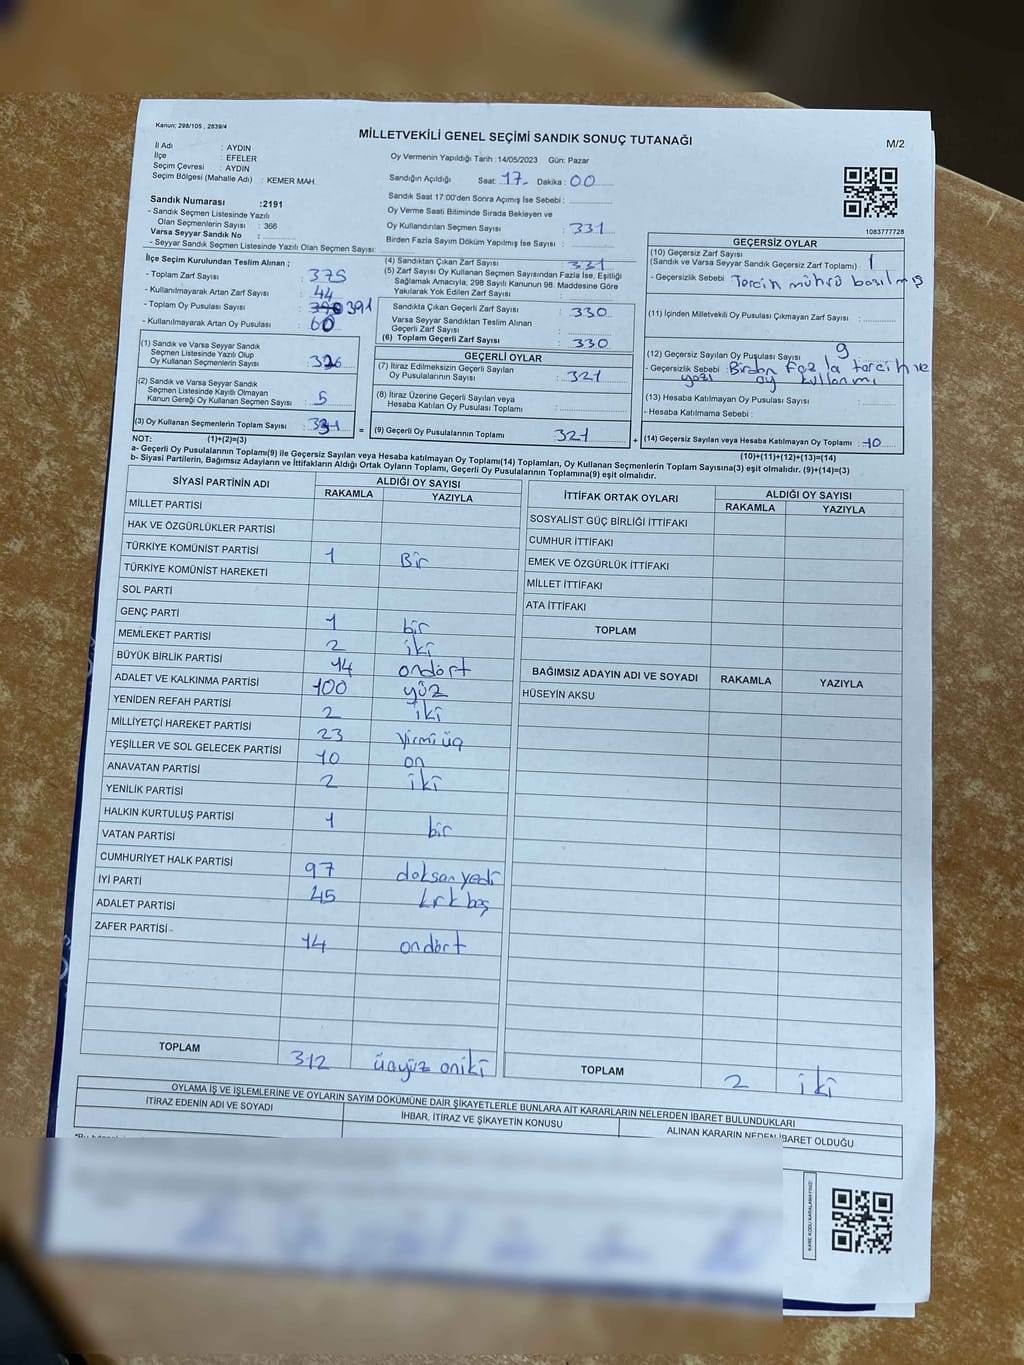 Kanun; 298/105 , 2839/4
MİLLETVEKİLİ GENEL SEÇİMİ SANDIK SONUÇ TUTANAĞI
M/2
İl Adı : AYDIN
İlçe : EFELER
Seçim Çevresi : AYDIN
Seçim Bölgesi (Mahalle Adı) : KEMER MAH.
Oy Vermenin Yapıldığı Tarih :14/05/2023 Gün: Pazar
Sandığın Açıldığı Saat: 17. Dakika: 00
Sandık Saat 17:00'den Sonra Açımış İse Sebebi :
Oy Verme Saati Bitiminde Sırada Bekleyen ve
Oy Kullandırılan Seçmen Sayısı : 331
Birden Fazla Sayım Döküm Yapılmış İse Sayısı :
1083777728
Sandık Numarası :2191
- Sandık Seçmen Listesinde Yazılı
Olan Seçmenlerin Sayısı : 366
Varsa Seyyar Sandık No :
- Seyyar Sandık Seçmen Listesinde Yazılı Olan Seçmen Sayısı:
İlçe Seçim Kurulundan Teslim Alınan ;
- Toplam Zarf Sayısı : 375
- Kullanılmayarak Artan Zarf Sayısı : 44
- Toplam Oy Pusulası Sayısı : 391
- Kullanılmayarak Artan Oy Pusulası : 60
(1) Sandık ve Varsa Seyyar Sandık
Seçmen Listesinde Yazılı Olup
Oy Kullanan Seçmenlerin Sayısı : 326
(2) Sandık ve Varsa Seyyar Sandık
Seçmen Listesinde Kayıtlı Olmayan
Kanun Gereği Oy Kullanan Seçmen Sayısı : 5
(3) Oy Kullanan Seçmenlerin Toplam Sayısı : 331 =
(4) Sandıktan Çıkan Zarf Sayısı : 331
(5) Zarf Sayısı Oy Kullanan Seçmen Sayısından Fazla İse, Eşitliği
Sağlamak Amacıyla; 298 Sayılı Kanunun 98. Maddesine Göre
Yakılarak Yok Edilen Zarf Sayısı :
Sandıkta Çıkan Geçerli Zarf Sayısı : 330
Varsa Seyyar Sandıktan Teslim Alınan
Geçerli Zarf Sayısı :
(6) Toplam Geçerli Zarf Sayısı : 330
GEÇERLİ OYLAR
(7) İtiraz Edilmeksizin Geçerli Sayılan
Oy Pusulalarının Sayısı : 321
(8) İtiraz Üzerine Geçerli Sayılan veya
Hesaba Katılan Oy Pusulası Toplamı :
(9) Geçerli Oy Pusulalarının Toplamı 321 +
GEÇERSİZ OYLAR
(10) Geçersiz Zarf Sayısı
(Sandık ve Varsa Seyyar Sandık Geçersiz Zarf Toplamı) : 1
- Geçersizlik Sebebi : Tercih mührü basılmış
(11) İçinden Milletvekili Oy Pusulası Çıkmayan Zarf Sayısı :
(12) Geçersiz Sayılan Oy Pusulası Sayısı : 9
- Geçersizlik Sebebi : Birden Fazla tercih ve
yazı oy kullanımı
(13) Hesaba Katılmayan Oy Pusulası Sayısı :
- Hesaba Katılmama Sebebi :
(14) Geçersiz Sayılan veya Hesaba Katılmayan Oy Toplamı : 10
NOT: (1)+(2)=(3)
(10)+(11)+(12)+(13)=(14)
a- Geçerli Oy Pusulalarının Toplamı(9) ile Geçersiz Sayılan veya Hesaba Katılmayan Oy Toplamı(14) Toplamları, Oy Kullanan Seçmenlerin Toplam Sayısına(3) eşit olmalıdır. (9)+(14)=(3)
b- Siyasi Partilerin, Bağımsız Adayların ve İttifakların Aldığı Ortak Oyların Toplamı, Geçerli Oy Pusulalarının Toplamına(9) eşit olmalıdır.
SİYASİ PARTİNİN ADI ALDIĞI OY SAYISI
RAKAMLA YAZIYLA
MİLLET PARTİSİ
HAK VE ÖZGÜRLÜKLER PARTİSİ
TÜRKİYE KOMÜNİST PARTİSİ 1 Bir
TÜRKİYE KOMÜNİST HAREKETİ
SOL PARTİ
GENÇ PARTİ 1 bir
MEMLEKET PARTİSİ 2 iki
BÜYÜK BİRLİK PARTİSİ 14 ondört
ADALET VE KALKINMA PARTİSİ 100 yüz
YENİDEN REFAH PARTİSİ 2 iki
MİLLİYETÇİ HAREKET PARTİSİ 23 Yirmi üç
YEŞİLLER VE SOL GELECEK PARTİSİ 10 on
ANAVATAN PARTİSİ 2 iki
YENİLİK PARTİSİ
HALKIN KURTULUŞ PARTİSİ 1 bir
VATAN PARTİSİ
CUMHURİYET HALK PARTİSİ 97 doksan yedi
İYİ PARTİ 45 kırk beş
ADALET PARTİSİ
ZAFER PARTİSİ - 14 ondört
TOPLAM 312 üçyüz oniki
İTTİFAK ORTAK OYLARI ALDIĞI OY SAYISI
RAKAMLA YAZIYLA
SOSYALİST GÜÇ BİRLİĞİ İTTİFAKI
CUMHUR İTTİFAKI
EMEK VE ÖZGÜRLÜK İTTİFAKI
MİLLET İTTİFAKI
ATA İTTİFAKI
TOPLAM
BAĞIMSIZ ADAYIN ADI VE SOYADI RAKAMLA YAZIYLA
HÜSEYİN AKSU
TOPLAM 2 iki
OYLAMA İŞ VE İŞLEMLERİNE VE OYLARIN SAYIM DÖKÜMÜNE DAİR ŞİKAYETLERLE BUNLARA AİT KARARLARIN NELERDEN İBARET BULUNDUKLARI
İTİRAZ EDENİN ADI VE SOYADI İHBAR, İTİRAZ VE ŞİKAYETİN KONUSU ALINAN KARARIN NEDEN İBARET OLDUĞU
KARE KODU KARALAMAYINIZ!